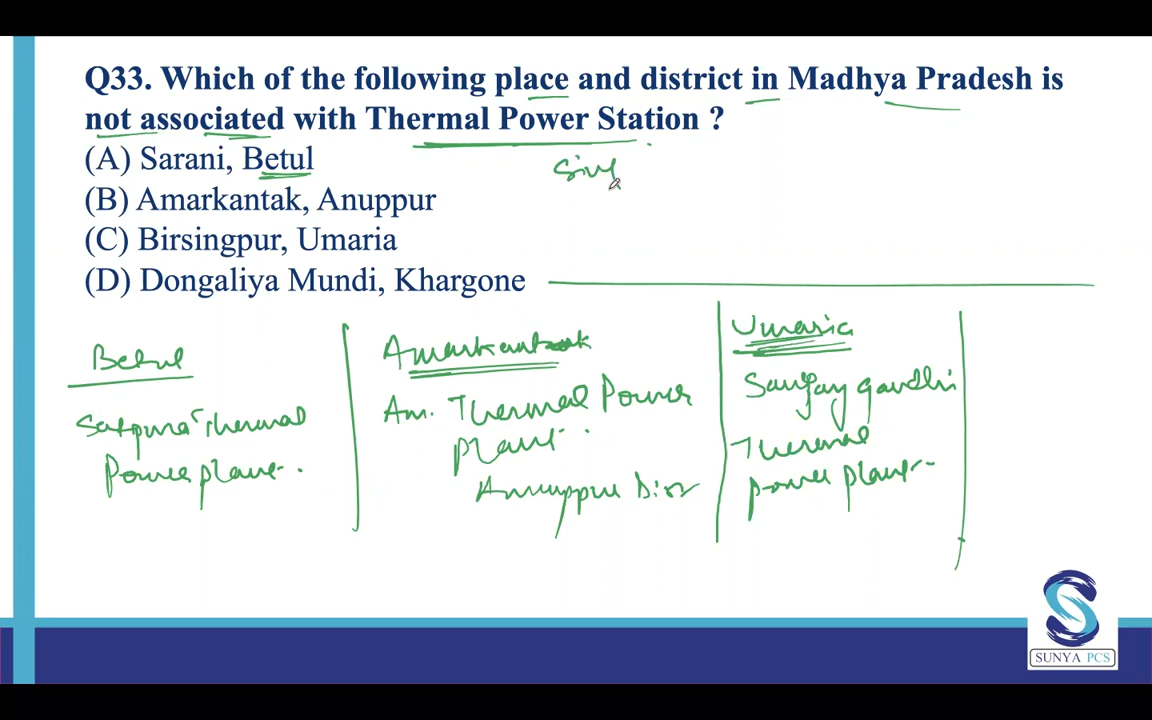 Q33. Which of the following place and district in Madhya Pradesh is
not associated with Thermal Power Station ?
(A) Sarani, Betul
(B) Amarkantak, Anuppur
(C) Birsingpur, Umaria
(D) Dongaliya Mundi, Khargone
Betul
Satpura Thermal
Power plant.
Amarkantak
Am. Thermal Power
plant.
Anuppur Dist
Umaria
Sanjay gandhi
Thermal
power plant
SUNYA PCS